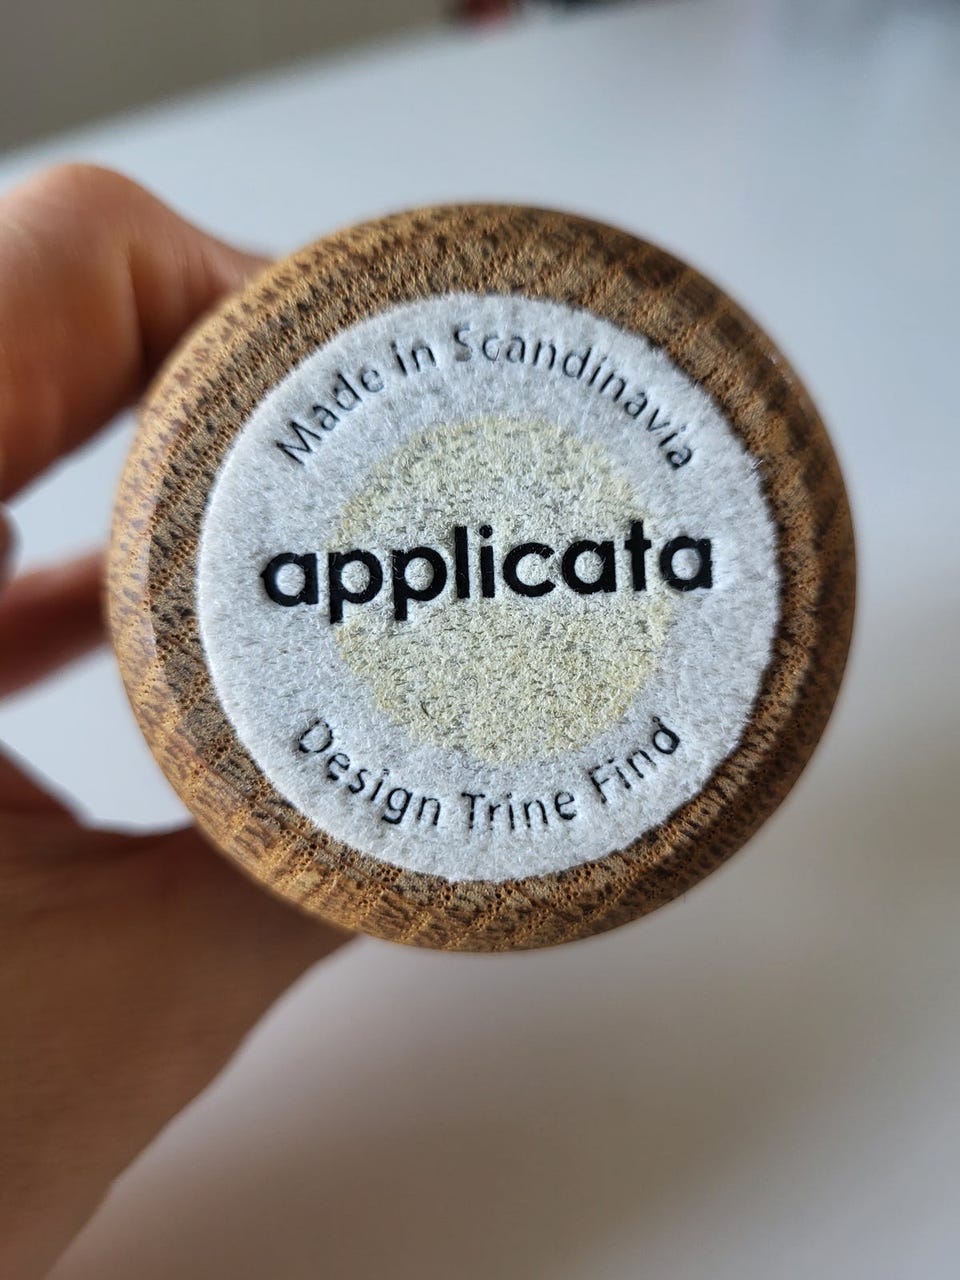 Made in Scandinavia
applicata
Design Trine Find